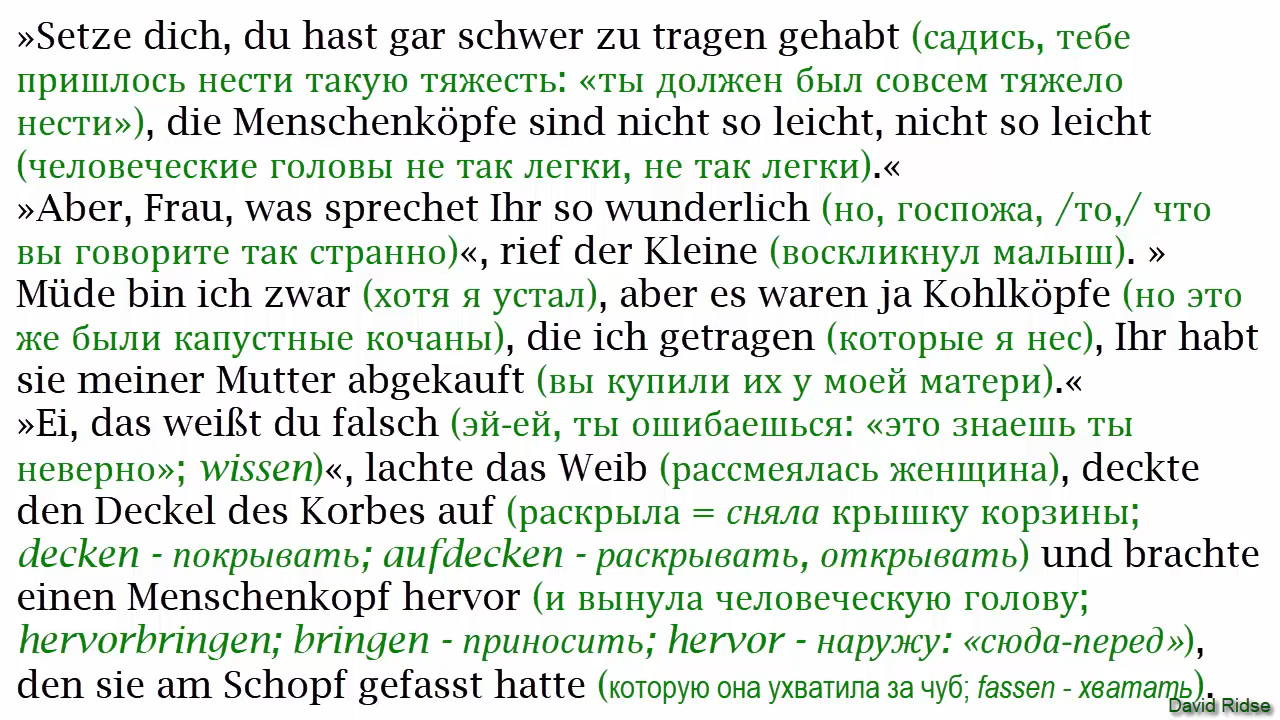 »Setze dich, du hast gar schwer zu tragen gehabt (садись, тебе
пришлось нести такую тяжесть: «ты должен был совсем тяжело
нести»), die Menschenköpfe sind nicht so leicht, nicht so leicht
(человеческие головы не так легки, не так легки).«
»Aber, Frau, was sprechet Ihr so wunderlich (но, госпожа, /то,/ что
вы говорите так странно)«, rief der Kleine (воскликнул малыш). »
Müde bin ich zwar (хотя я устал), aber es waren ja Kohlköpfe (но это
же были капустные кочаны), die ich getragen (которые я нес), Ihr habt
sie meiner Mutter abgekauft (вы купили их у моей матери).«
»Ei, das weißt du falsch (эй-ей, ты ошибаешься: «это знаешь ты
неверно»; wissen)«, lachte das Weib (рассмеялась женщина), deckte
den Deckel des Korbes auf (раскрыла = сняла крышку корзины;
decken - покрывать; aufdecken - раскрывать, открывать) und brachte
einen Menschenkopf hervor (и вынула человеческую голову;
hervorbringen; bringen - приносить; hervor - наружу: «сюда-перед»),
den sie am Schopf gefasst hatte (которую она ухватила за чуб; fassen - хватать).
David Ridse